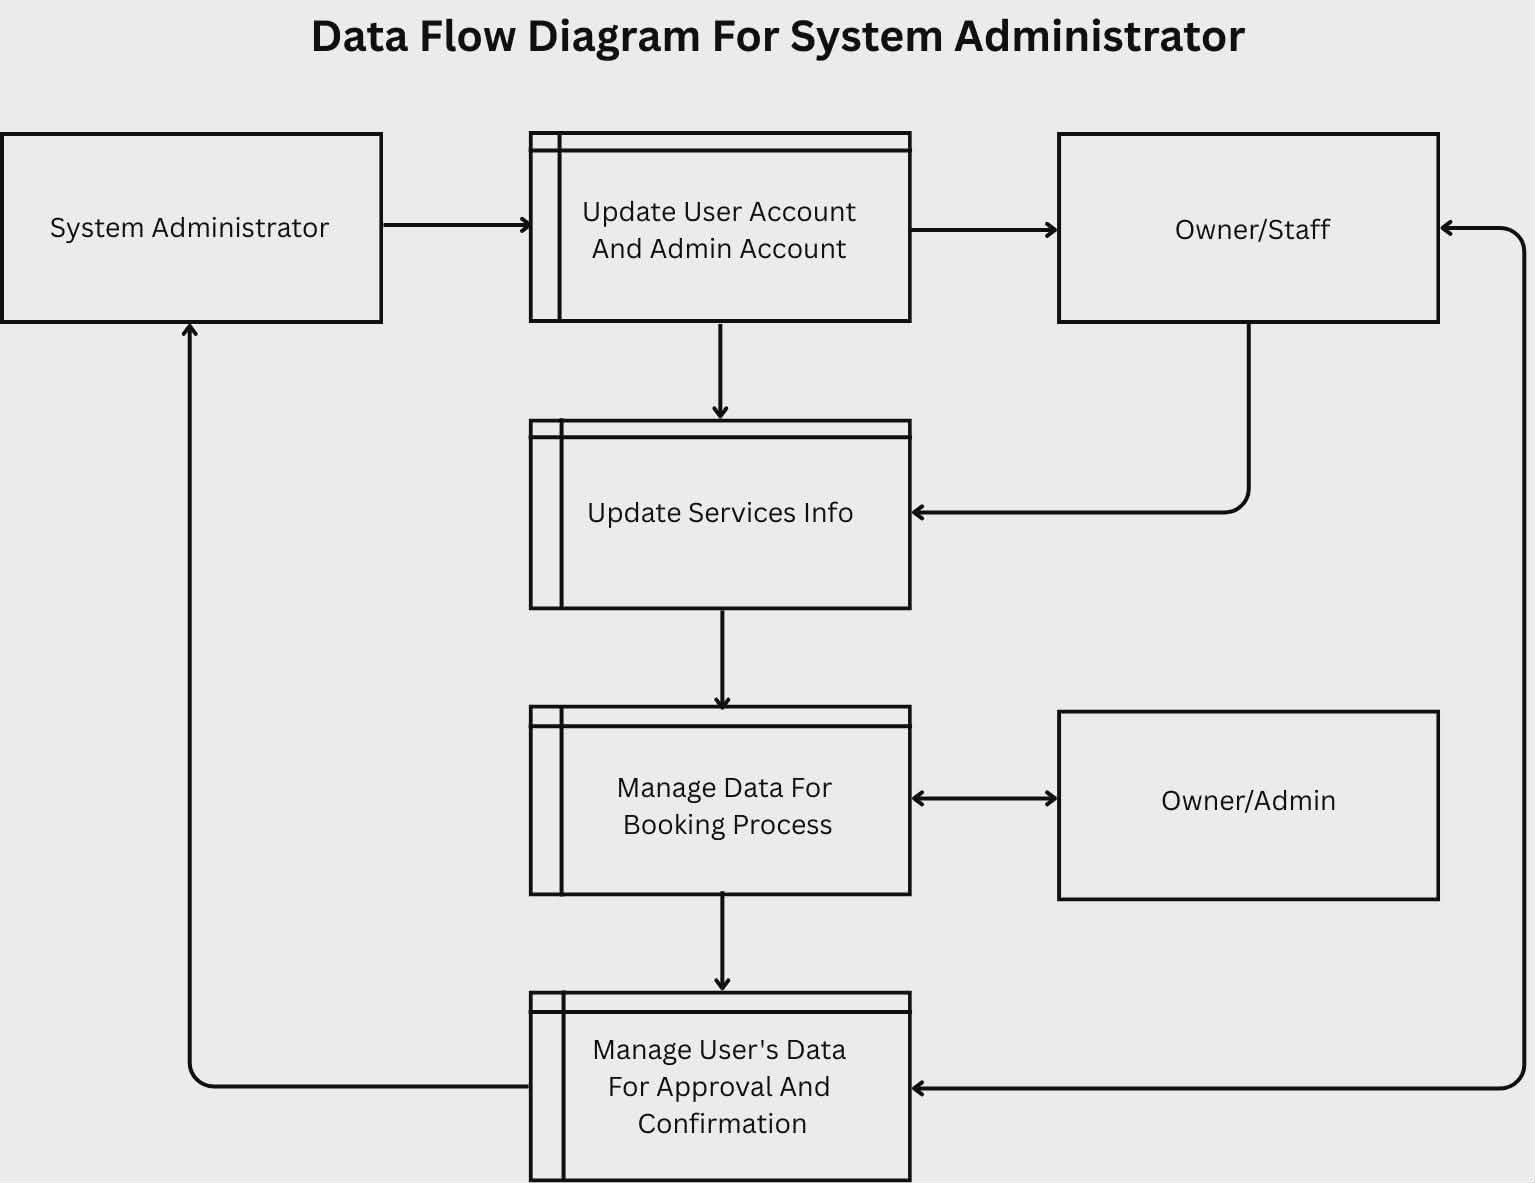 Data Flow Diagram For System Administrator
System Administrator
Update User Account
And Admin Account
Owner/Staff
Update Services Info
Manage Data For
Booking Process
Owner/Admin
Manage User's Data
For Approval And
Confirmation